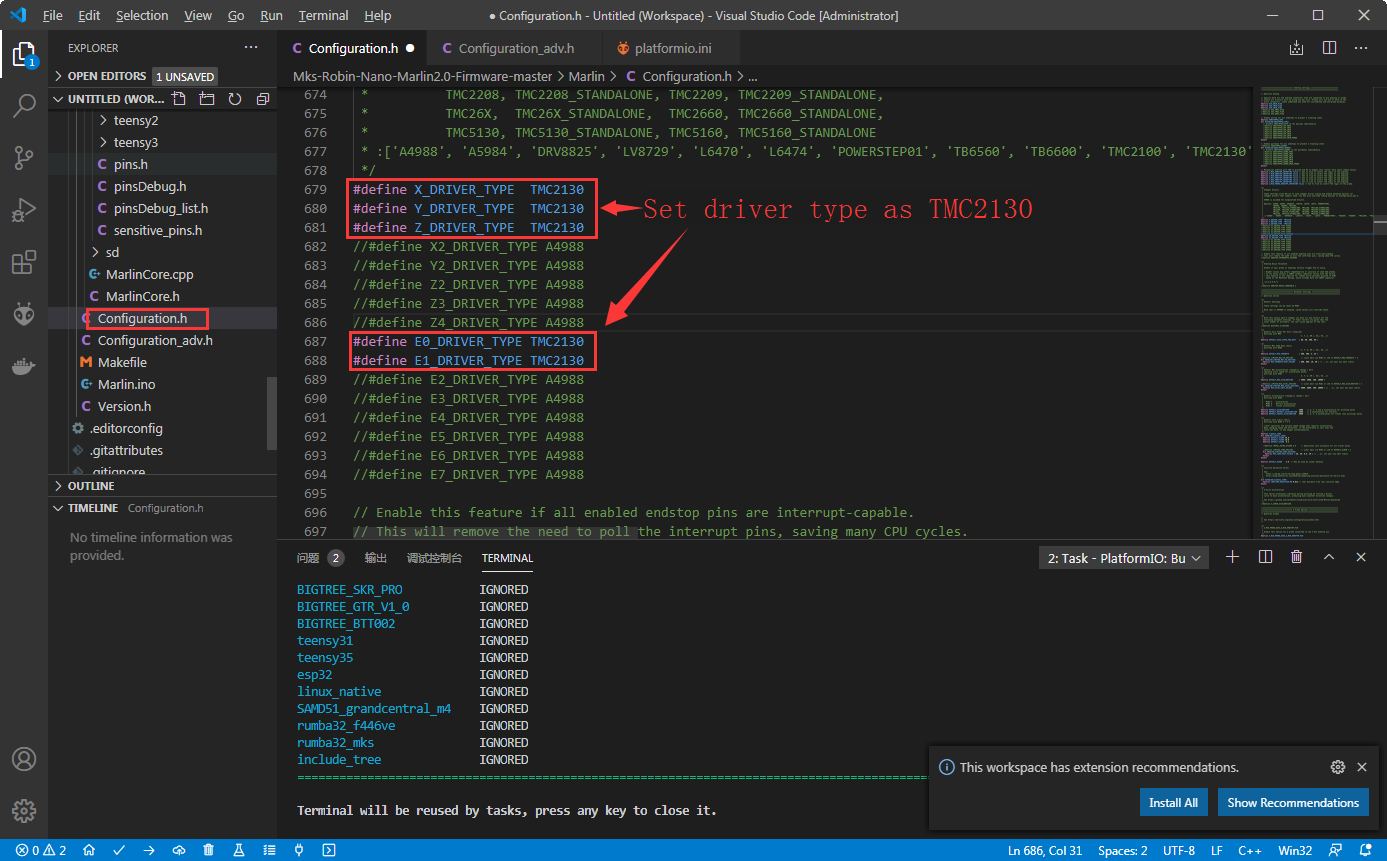 File Edit Selection View Go Run Terminal Help
● Configuration.h - Untitled (Workspace) - Visual Studio Code [Administrator]
EXPLORER ···
C Configuration.h ●
C Configuration_adv.h
platformio.ini
1
OPEN EDITORS 1 UNSAVED
UNTITLED (WOR...
teensy2
teensy3
C pins.h
C pinsDebug.h
C pinsDebug_list.h
C sensitive_pins.h
sd
MarlinCore.cpp
C MarlinCore.h
C Configuration.h
C Configuration_adv.h
M Makefile
Marlin.ino
C Version.h
.editorconfig
.gitattributes
.gitignore
OUTLINE
TIMELINE Configuration.h
No timeline information was
provided.
Mks-Robin-Nano-Marlin2.0-Firmware-master > Marlin > C Configuration.h > ...
674 * TMC2208, TMC2208_STANDALONE, TMC2209, TMC2209_STANDALONE,
675 * TMC26X, TMC26X_STANDALONE, TMC2660, TMC2660_STANDALONE,
676 * TMC5130, TMC5130_STANDALONE, TMC5160, TMC5160_STANDALONE
677 * :['A4988', 'A5984', 'DRV8825', 'LV8729', 'L6470', 'L6474', 'POWERSTEP01', 'TB6560', 'TB6600', 'TMC2100', 'TMC2130'
678 */
679 #define X_DRIVER_TYPE TMC2130
680 #define Y_DRIVER_TYPE TMC2130
681 #define Z_DRIVER_TYPE TMC2130
Set driver type as TMC2130
682 //#define X2_DRIVER_TYPE A4988
683 //#define Y2_DRIVER_TYPE A4988
684 //#define Z2_DRIVER_TYPE A4988
685 //#define Z3_DRIVER_TYPE A4988
686 //#define Z4_DRIVER_TYPE A4988
687 #define E0_DRIVER_TYPE TMC2130
688 #define E1_DRIVER_TYPE TMC2130
689 //#define E2_DRIVER_TYPE A4988
690 //#define E3_DRIVER_TYPE A4988
691 //#define E4_DRIVER_TYPE A4988
692 //#define E5_DRIVER_TYPE A4988
693 //#define E6_DRIVER_TYPE A4988
694 //#define E7_DRIVER_TYPE A4988
695
696 // Enable this feature if all enabled endstop pins are interrupt-capable.
697 // This will remove the need to poll the interrupt pins, saving many CPU cycles.
问题 2 输出 调试控制台 TERMINAL
2: Task - PlatformIO: Bu
BIGTREE_SKR_PRO IGNORED
BIGTREE_GTR_V1_0 IGNORED
BIGTREE_BTT002 IGNORED
teensy31 IGNORED
teensy35 IGNORED
esp32 IGNORED
linux_native IGNORED
SAMD51_grandcentral_m4 IGNORED
rumba32_f446ve IGNORED
rumba32_mks IGNORED
include_tree IGNORED
Terminal will be reused by tasks, press any key to close it.
This workspace has extension recommendations.
Install All
Show Recommendations
0 2
Ln 686, Col 31 Spaces: 2 UTF-8 LF C++ Win32